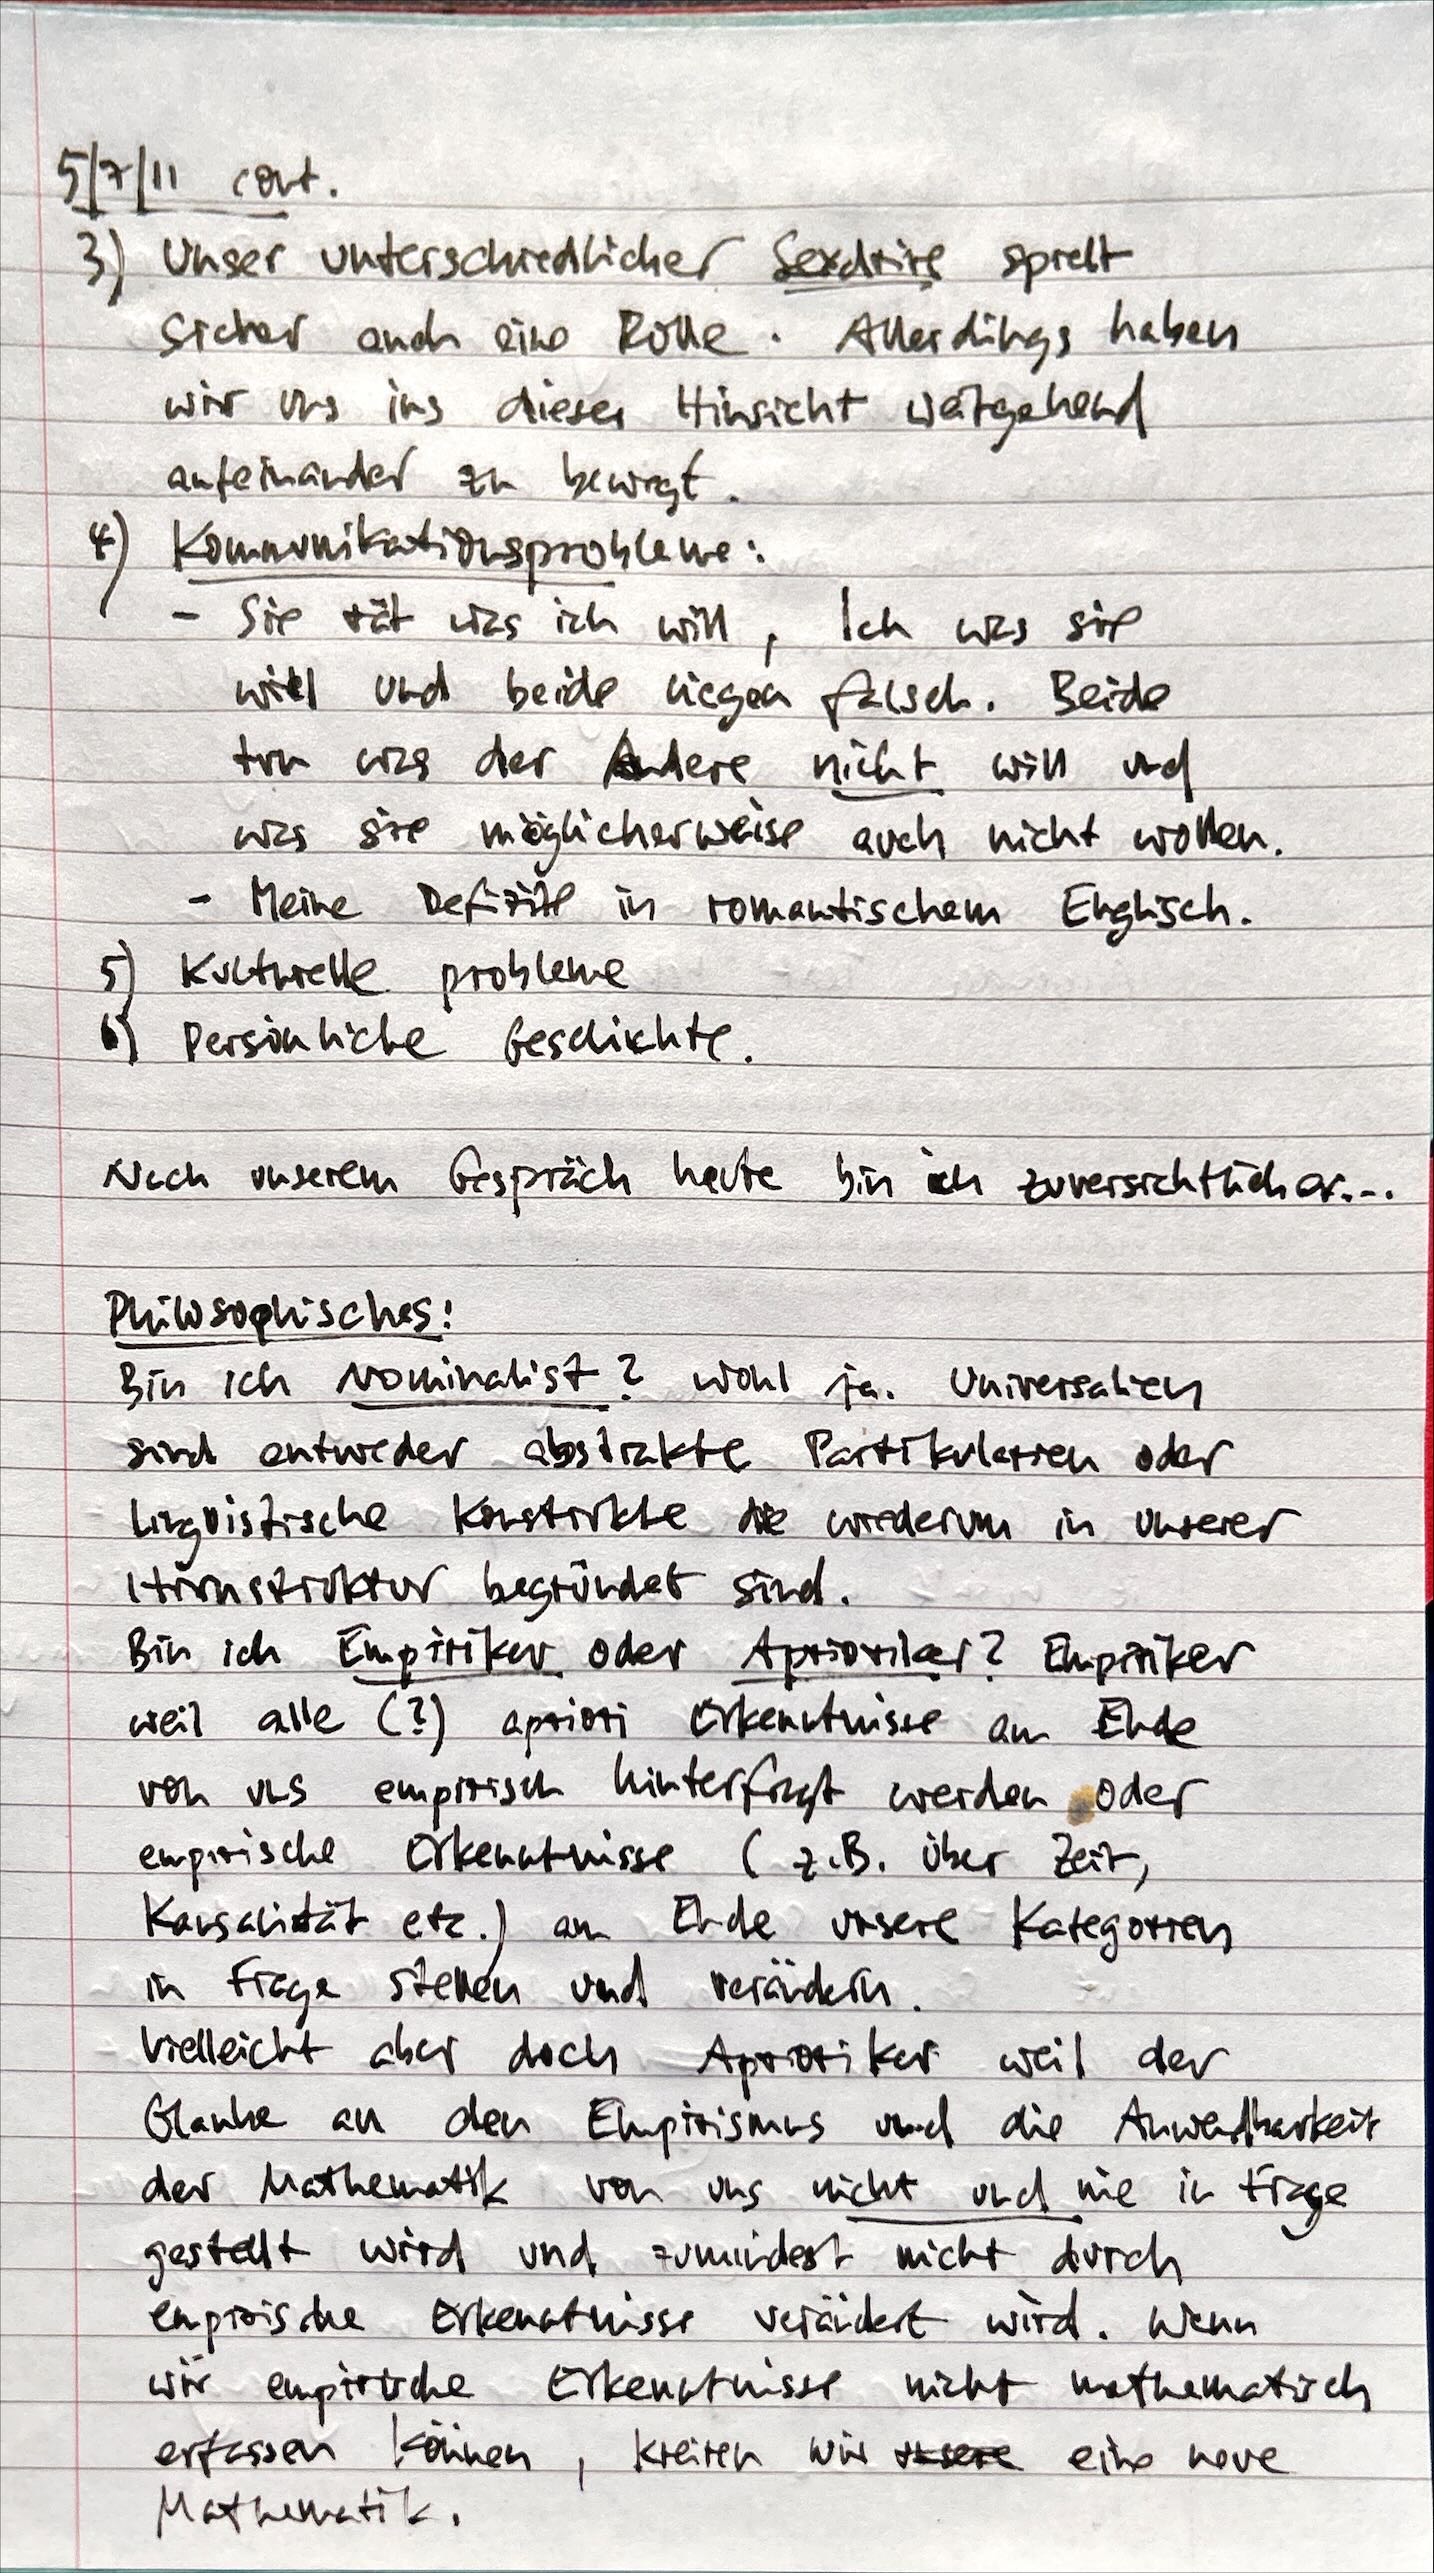 5/7/11 cont.
3) Unser unterschiedlicher Sexdrive spielt
sicher auch eine Rolle. Allerdings haben
wir uns ins dieser Hinsicht weitgehend
aufeinander zu bewegt.
4) Kommunikationsprobleme:
- Sie rät was ich will, Ich was sie
will und beide liegen falsch. Beide
tun was der Andere nicht will und
was sie möglicherweise auch nicht wollen.
- Meine Defizite in romantischem Englisch.
5) Kulturelle probleme
6) Persönliche Geschichte.
Nach unserem Gespräch heute bin ich zuversichtlicher...
Philosophisches:
Bin ich Nominalist? Wohl ja. Universalien
sind entweder abstrakte Partikularien oder
linguistische Konstrukte die wiederum in unserer
Hirnstruktur begründet sind.
Bin ich Empiriker oder Aprioriker? Empiriker
weil alle (?) apriori Erkenntnisse am Ende
von uns empirisch hinterfragt werden oder
empirische Erkenntnisse (z.B. über Zeit,
Kausalität etc.) am Ende unsere Kategorien
in Frage stellen und verändern.
Vielleicht aber doch Aprioriker weil der
Glaube an den Empirismus und die Anwendbarkeit
der Mathematik von uns nicht und nie in Frage
gestellt wird und zumindest nicht durch
empirische Erkenntnisse verändert wird. Wenn
wir empirische Erkenntnisse nicht mathematisch
erfassen können, kreiren wir unsere eine neue
Mathematik.